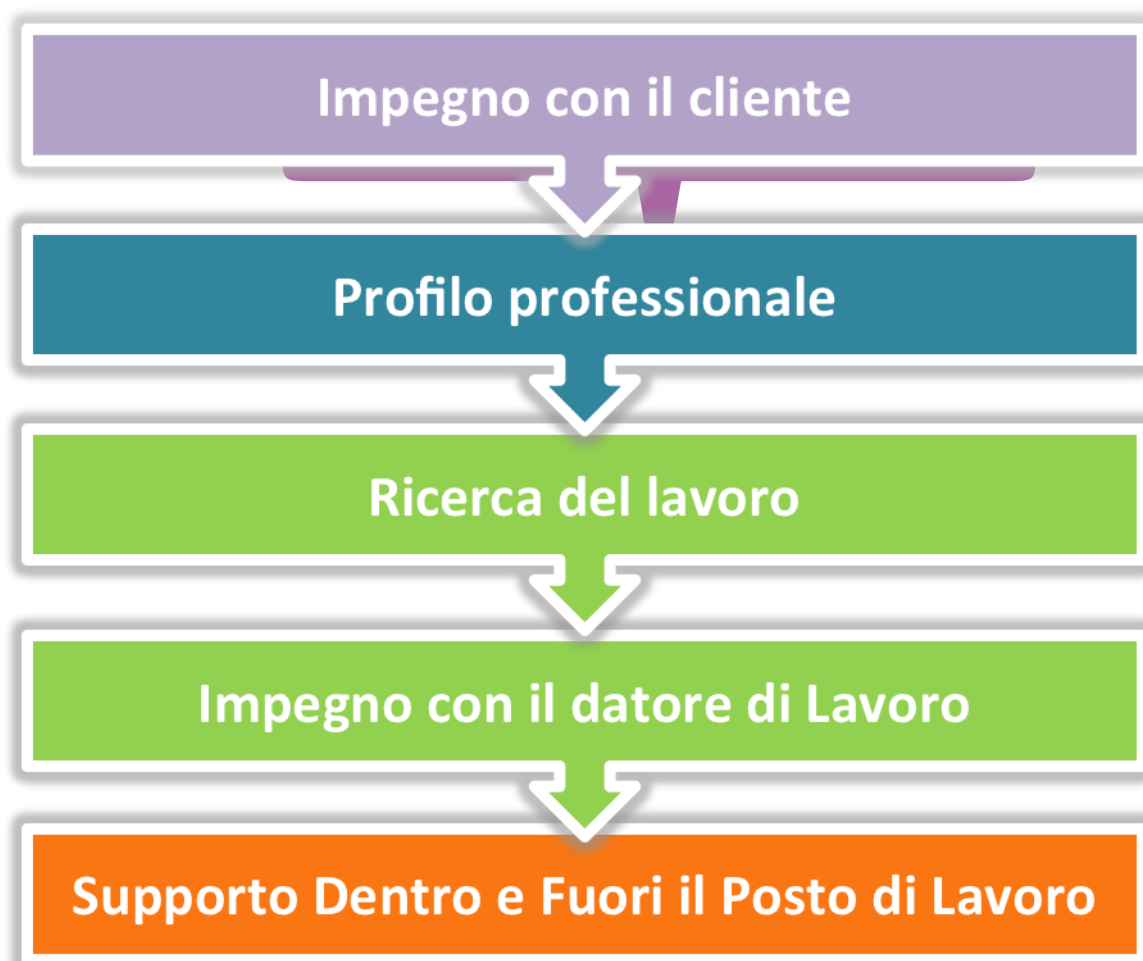 Impegno con il cliente
Profilo professionale
Ricerca del lavoro
Impegno con il datore di Lavoro
Supporto Dentro e Fuori il Posto di Lavoro